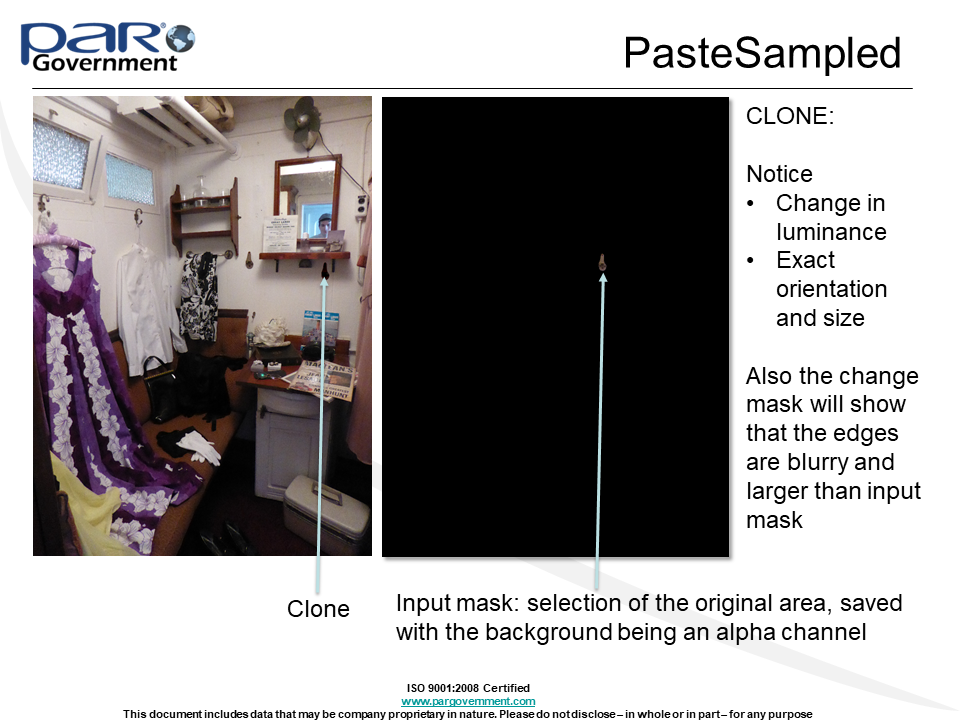 PAR
Government
PasteSampled
CLONE:
Notice
• Change in
luminance
• Exact
orientation
and size
Also the change
mask will show
that the edges
are blurry and
larger than input
mask
Clone
Input mask: selection of the original area, saved
with the background being an alpha channel
ISO 9001:2008 Certified
www.pargovernment.com
This document includes data that may be company proprietary in nature. Please do not disclose – in whole or in part – for any purpose